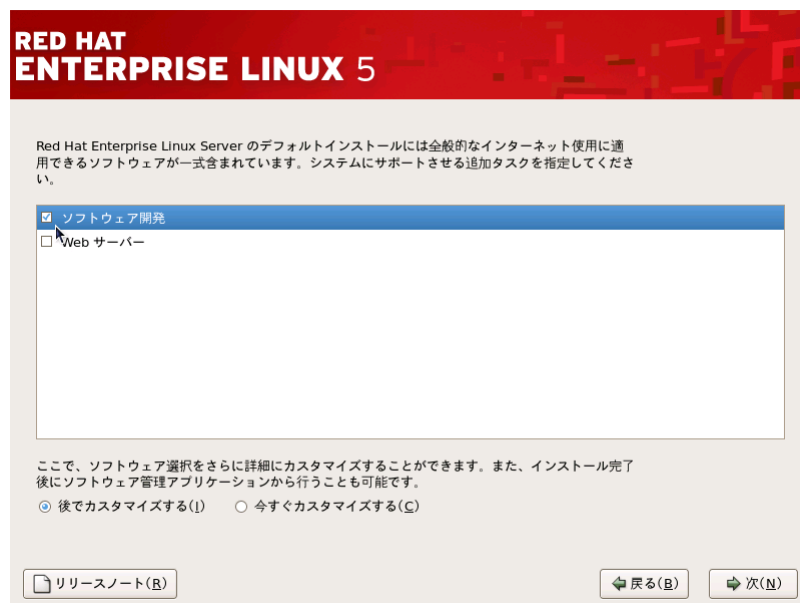 RED HAT
ENTERPRISE LINUX 5
Red Hat Enterprise Linux Server のデフォルトインストールには全般的なインターネット使用に適
用できるソフトウェアが一式含まれています。システムにサポートさせる追加タスクを指定してくださ
い。
ソフトウェア開発
Web サーバー
ここで、ソフトウェア選択をさらに詳細にカスタマイズすることができます。また、インストール完了
後にソフトウェア管理アプリケーションから行うことも可能です。
後でカスタマイズする(I) 今すぐカスタマイズする(C)
リリースノート(R) 戻る(B) 次(N)